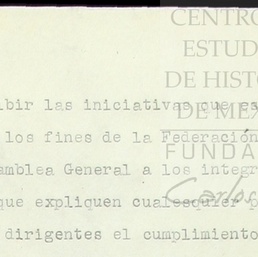 CENTRO
ESTUD
DE HISTO
DE MÉX
FUNDA
Carlos
ibir las iniciativas que es
los fines de la Federación
amblea General a los integr
que expliquen cualesquier p
dirigentes el cumplimiento